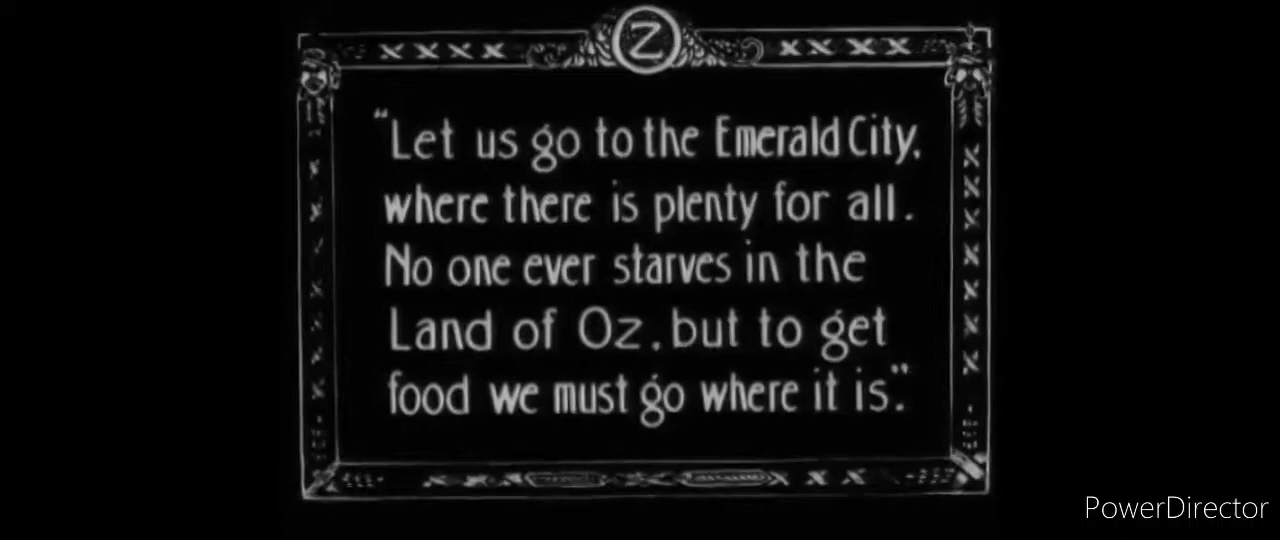 Z
"Let us go to the Emerald City,
where there is plenty for all.
No one ever starves in the
Land of Oz, but to get
food we must go where it is".
PowerDirector